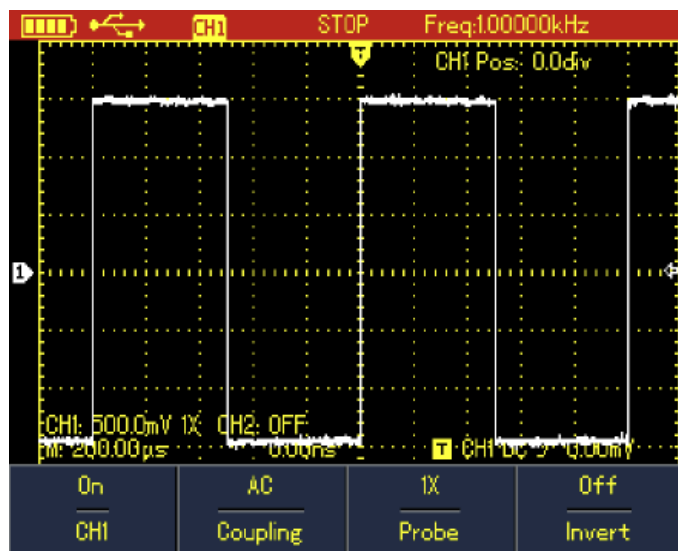 CH1 STOP Freq:1.00000kHz
T
CH1 Pos: 0.0div
1
CH1: 500.0mV 1X CH2: OFF
M: 200.00μs 0.00ns T CH1 DC 0.00mV
On AC 1X Off
CH1 Coupling Probe Invert